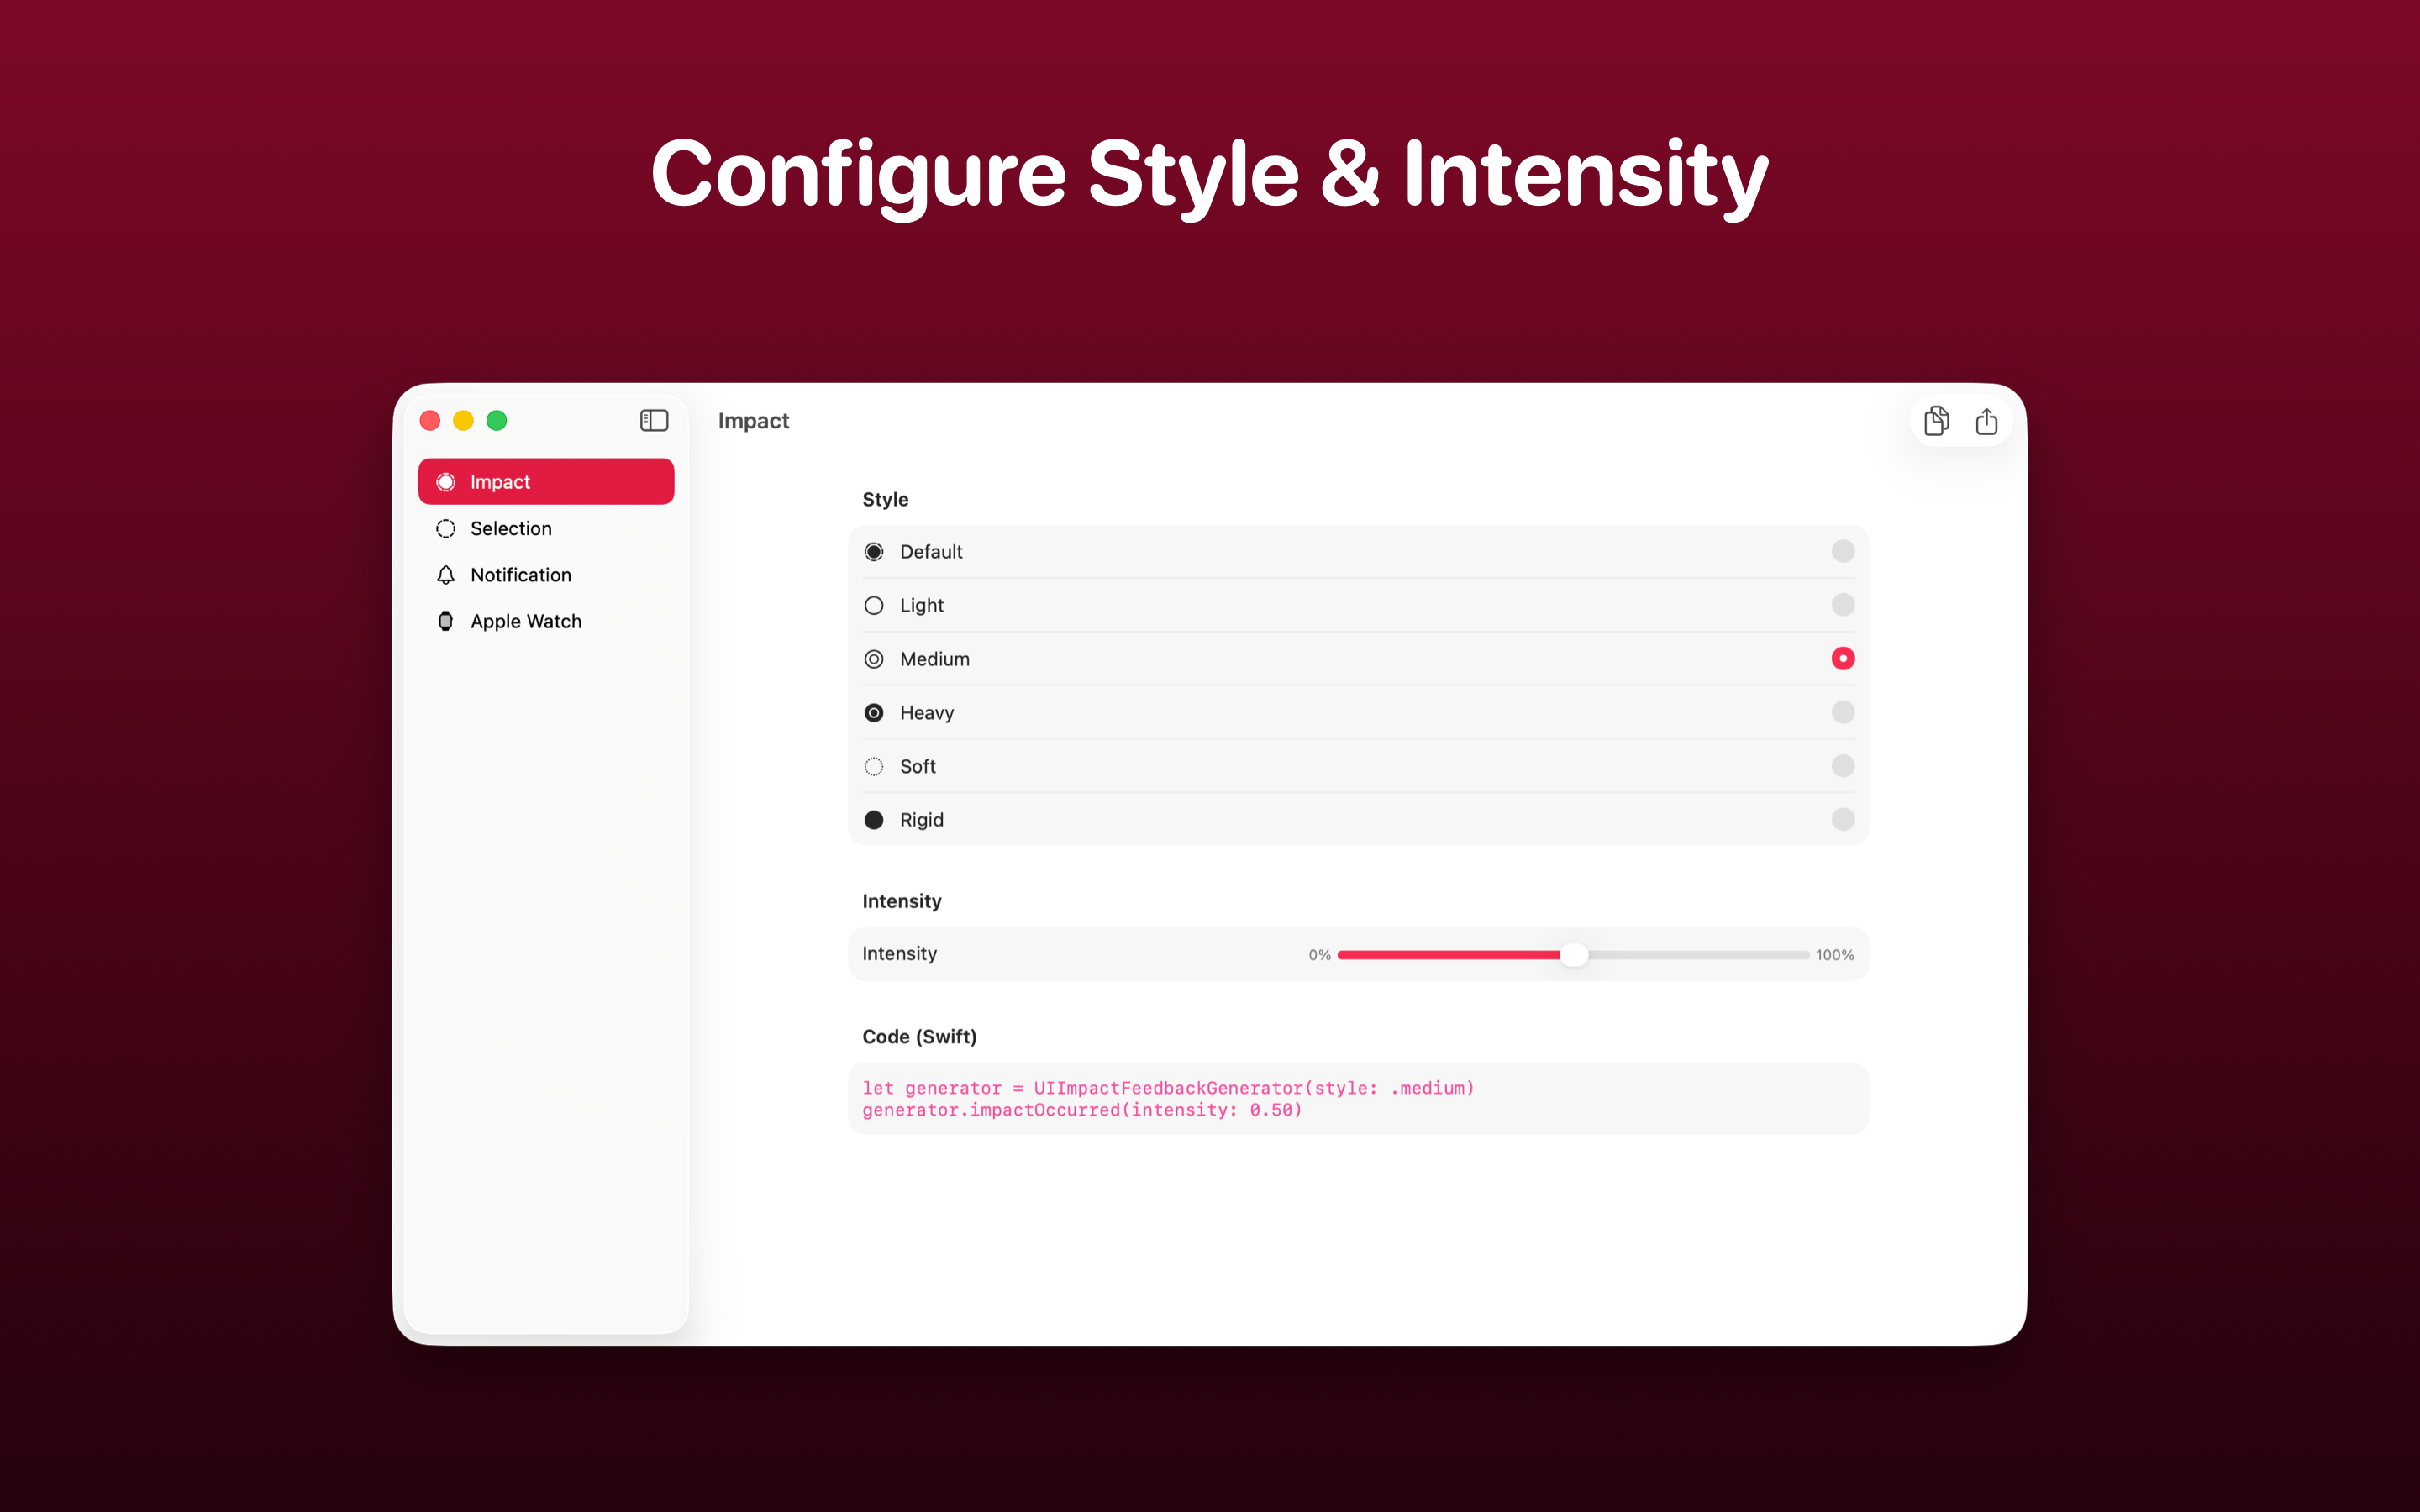 Configure Style & Intensity
Impact
Impact
Selection
Notification
Apple Watch
Style
Default
Light
Medium
Heavy
Soft
Rigid
Intensity
Intensity 0% 100%
Code (Swift)
let generator = UIImpactFeedbackGenerator(style: .medium)
generator.impactOccurred(intensity: 0.50)